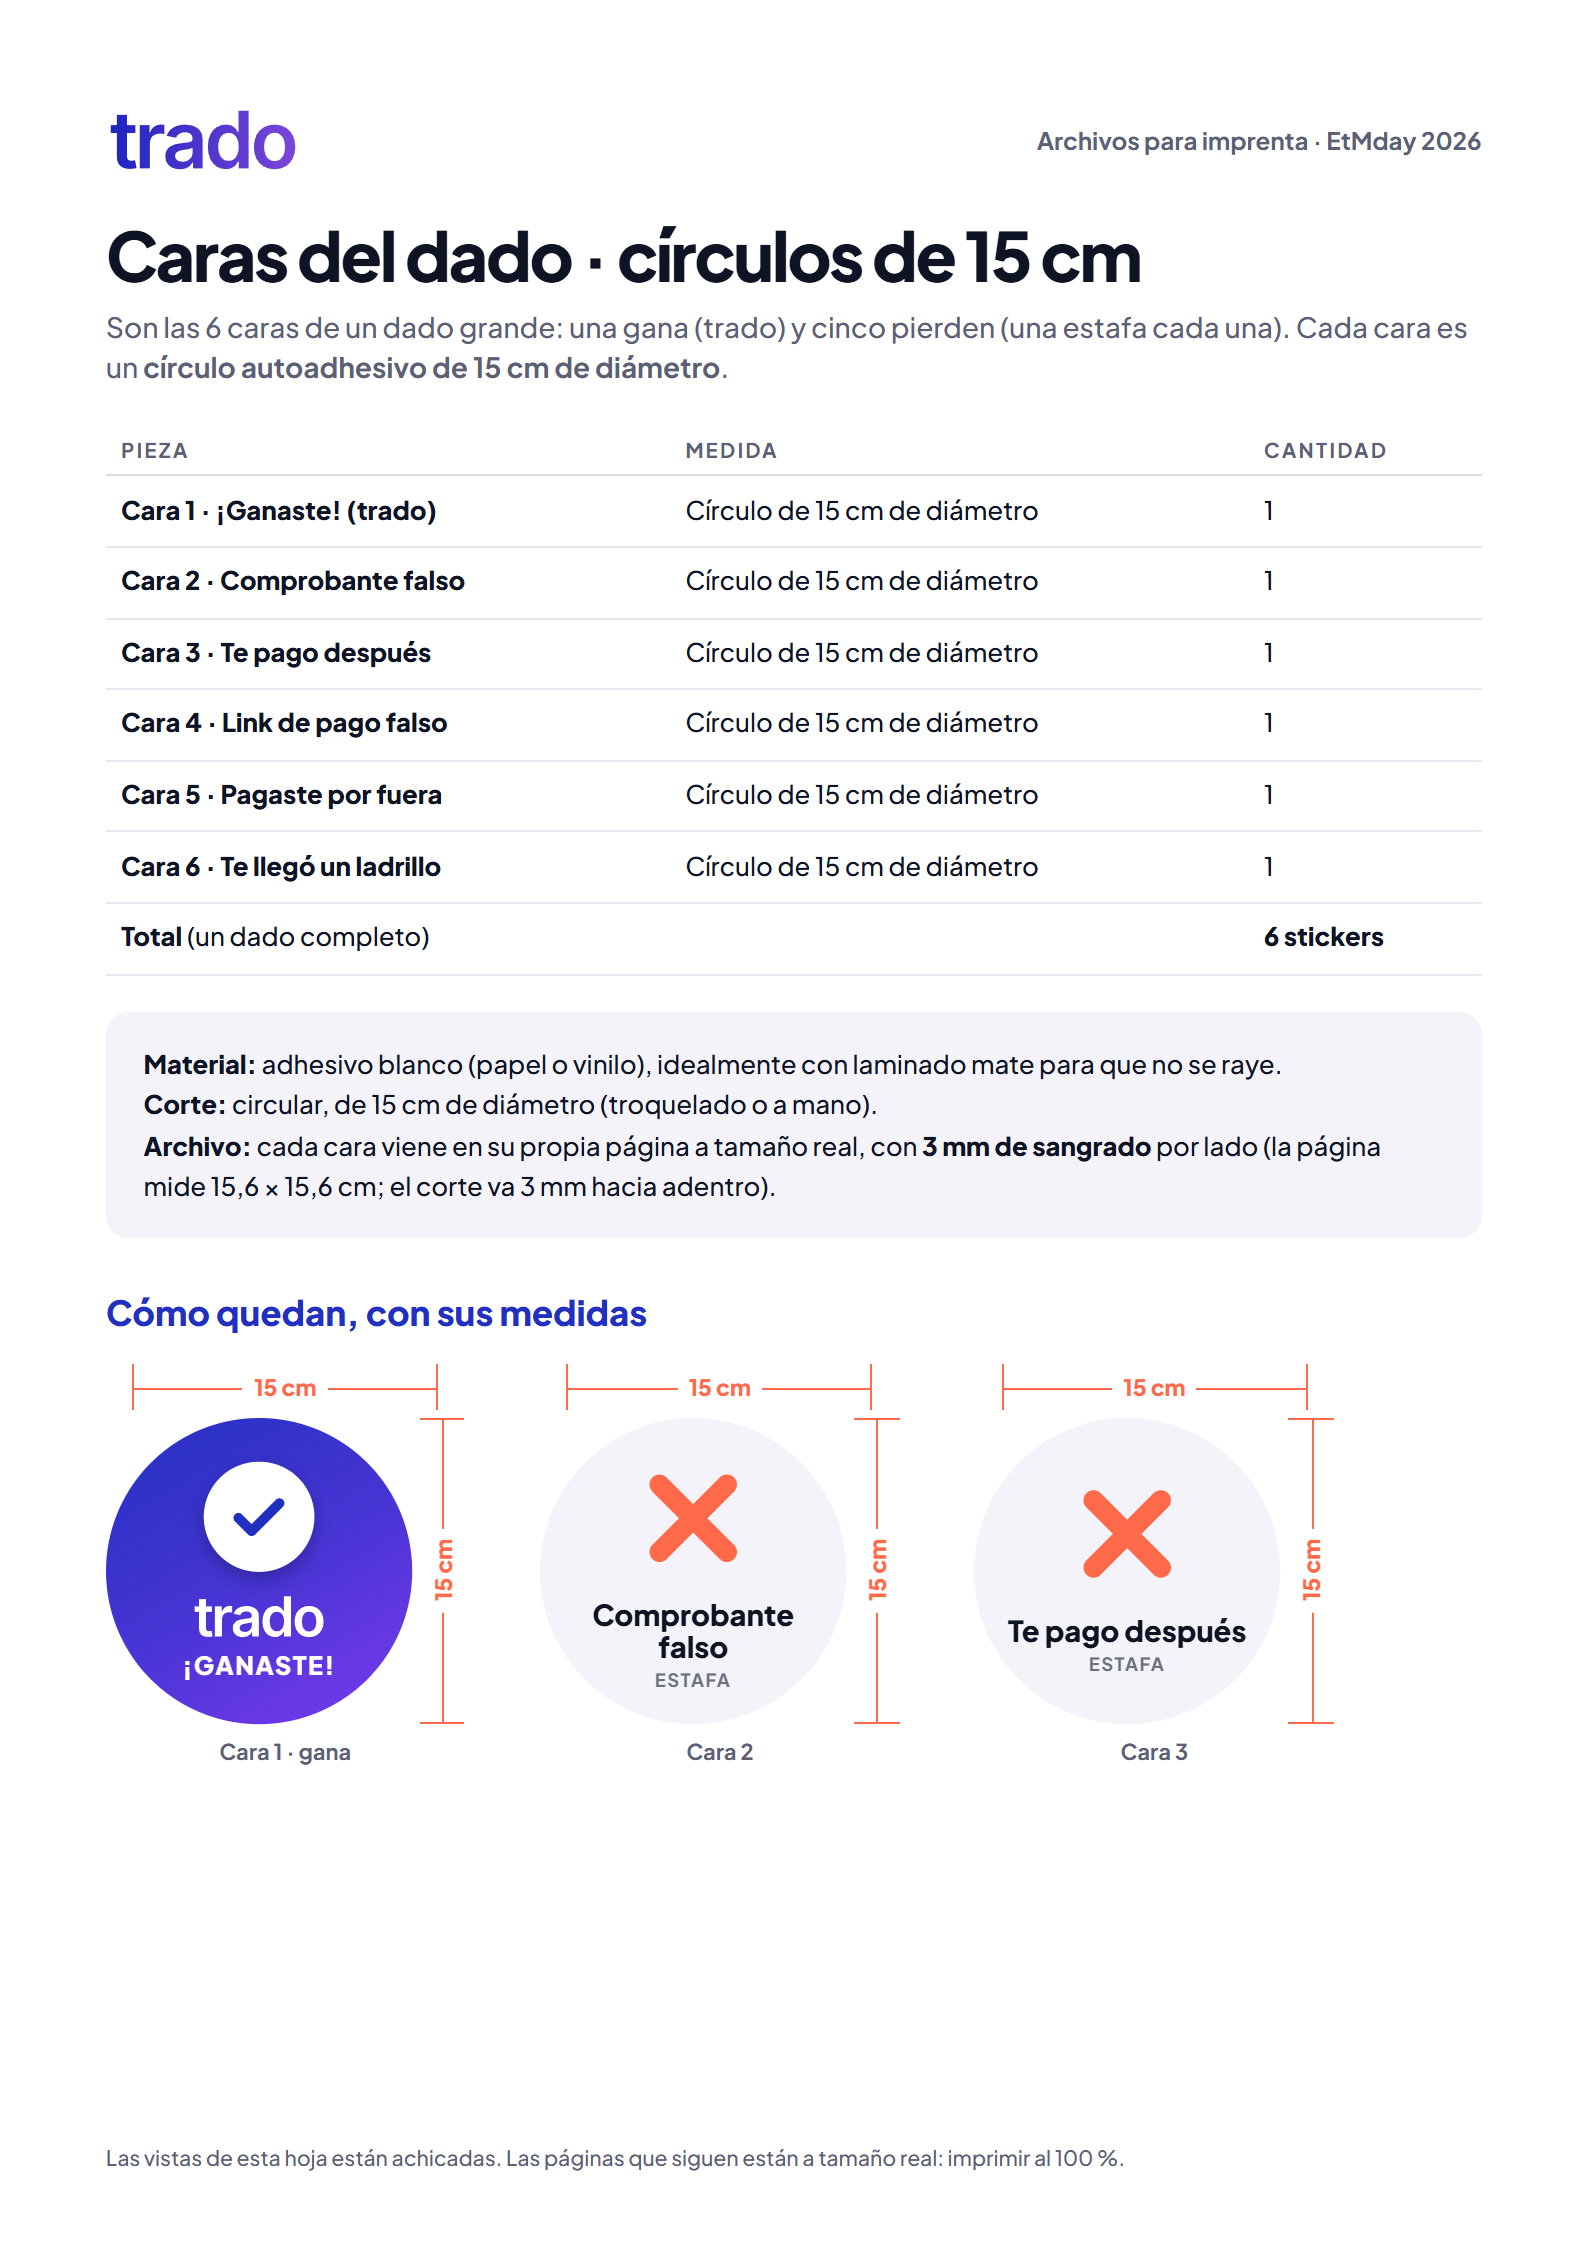 trado
Archivos para imprenta · EtMday 2026
Caras del dado · círculos de 15 cm
Son las 6 caras de un dado grande: una gana (trado) y cinco pierden (una estafa cada una). Cada cara es
un círculo autoadhesivo de 15 cm de diámetro.
PIEZA MEDIDA CANTIDAD
Cara 1 · ¡Ganaste! (trado) Círculo de 15 cm de diámetro 1
Cara 2 · Comprobante falso Círculo de 15 cm de diámetro 1
Cara 3 · Te pago después Círculo de 15 cm de diámetro 1
Cara 4 · Link de pago falso Círculo de 15 cm de diámetro 1
Cara 5 · Pagaste por fuera Círculo de 15 cm de diámetro 1
Cara 6 · Te llegó un ladrillo Círculo de 15 cm de diámetro 1
Total (un dado completo) 6 stickers
Material: adhesivo blanco (papel o vinilo), idealmente con laminado mate para que no se raye.
Corte: circular, de 15 cm de diámetro (troquelado o a mano).
Archivo: cada cara viene en su propia página a tamaño real, con 3 mm de sangrado por lado (la página
mide 15,6 × 15,6 cm; el corte va 3 mm hacia adentro).
Cómo quedan, con sus medidas
15 cm
15 cm
trado
¡GANASTE!
Cara 1 · gana
15 cm
15 cm
Comprobante
falso
ESTAFA
Cara 2
15 cm
15 cm
Te pago después
ESTAFA
Cara 3
Las vistas de esta hoja están achicadas. Las páginas que siguen están a tamaño real: imprimir al 100 %.